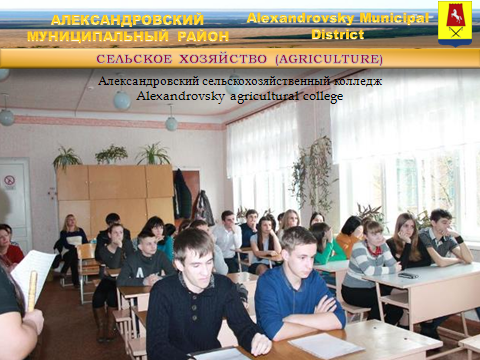 АЛЕКСАНДРОВСКИЙ
МУНИЦИПАЛЬНЫЙ РАЙОН
Alexandrovsky Municipal
District
СЕЛЬСКОЕ ХОЗЯЙСТВО (AGRICULTURE)
Александровский сельскохозяйственный колледж
Alexandrovsky agricultural college